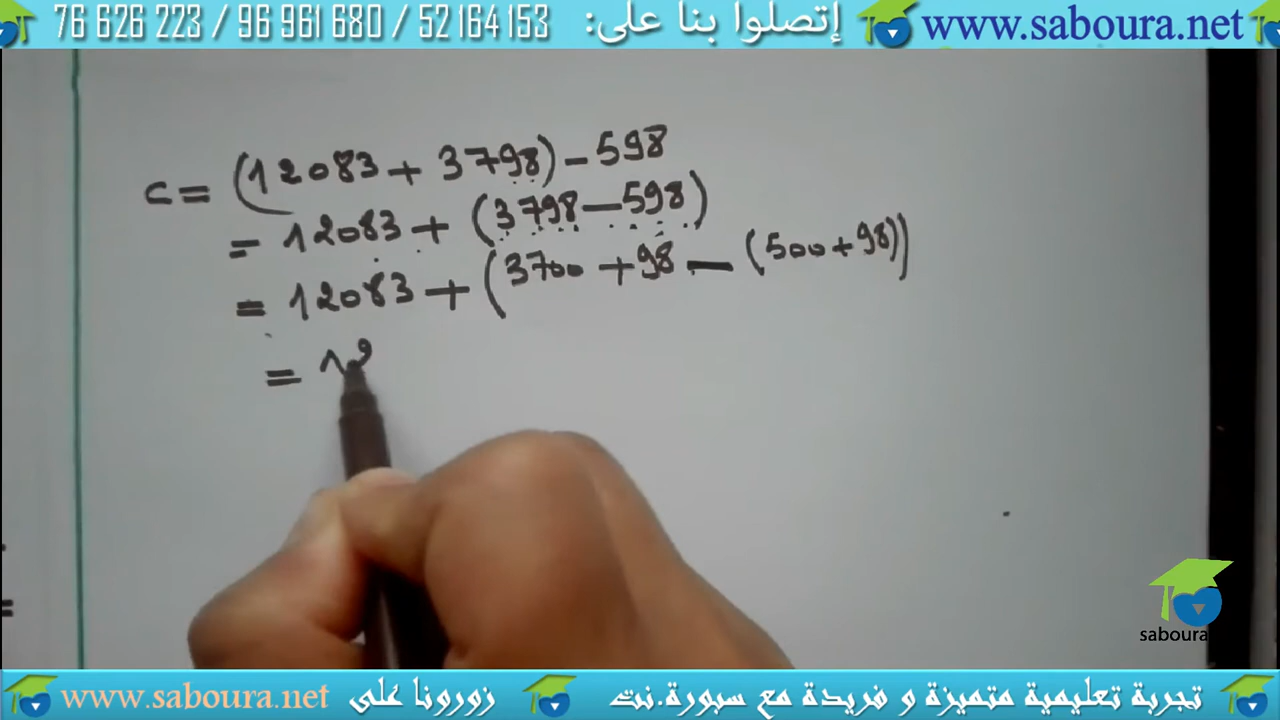 76 626 223 / 96 961 680 / 52 164 153 إتصلوا بنا على: www.saboura.net
c = (12083 + 3798) - 598
= 12083 + (3798 - 598)
= 12083 + (3700 + 98 - (500 + 98))
= 12
saboura
www.saboura.net زورونا على تجربة تعليمية متميزة و فريدة مع سبورة.نت